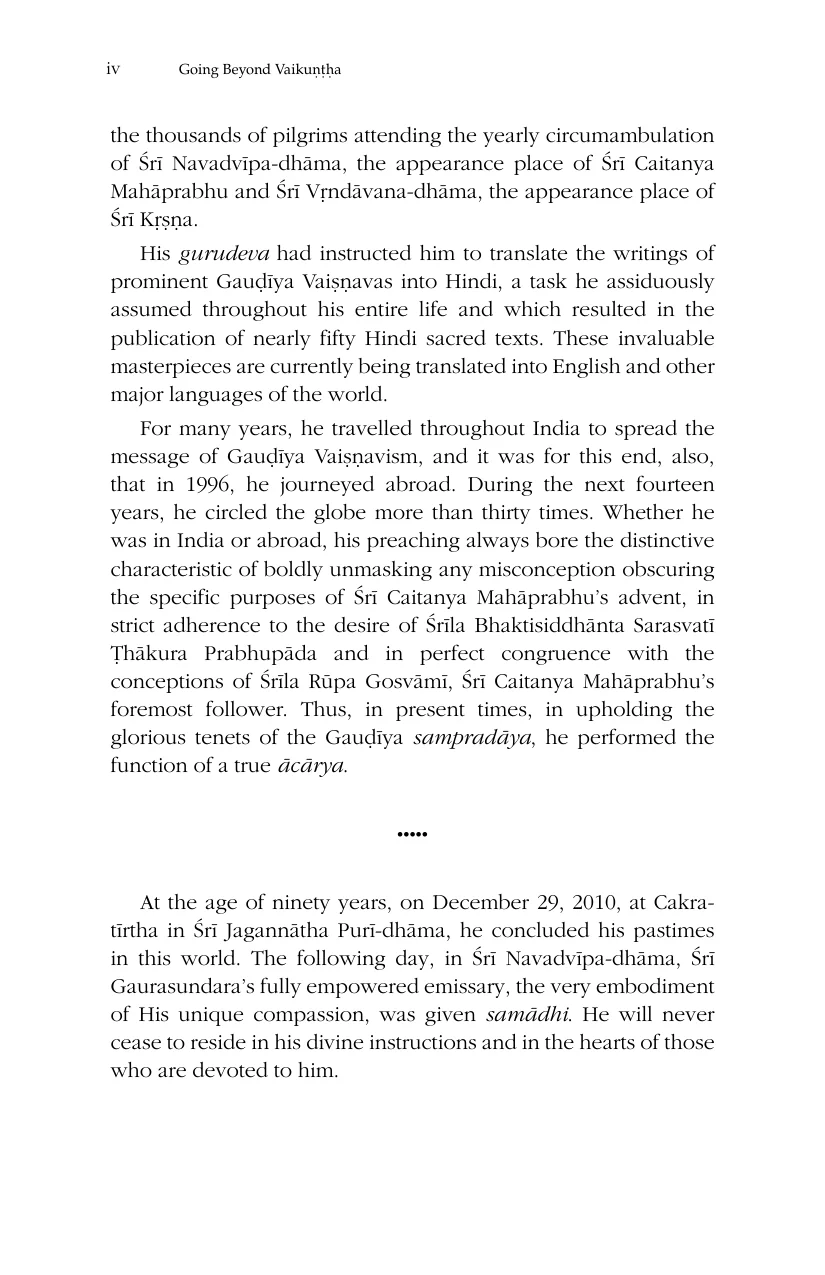 iv Going Beyond Vaikuṇṭha
the thousands of pilgrims attending the yearly circumambulation
of Śrī Navadvīpa-dhāma, the appearance place of Śrī Caitanya
Mahāprabhu and Śrī Vṛndāvana-dhāma, the appearance place of
Śrī Kṛṣṇa.
His gurudeva had instructed him to translate the writings of
prominent Gauḍīya Vaiṣṇavas into Hindi, a task he assiduously
assumed throughout his entire life and which resulted in the
publication of nearly fifty Hindi sacred texts. These invaluable
masterpieces are currently being translated into English and other
major languages of the world.
For many years, he travelled throughout India to spread the
message of Gauḍīya Vaiṣṇavism, and it was for this end, also,
that in 1996, he journeyed abroad. During the next fourteen
years, he circled the globe more than thirty times. Whether he
was in India or abroad, his preaching always bore the distinctive
characteristic of boldly unmasking any misconception obscuring
the specific purposes of Śrī Caitanya Mahāprabhu’s advent, in
strict adherence to the desire of Śrīla Bhaktisiddhānta Sarasvatī
Ṭhākura Prabhupāda and in perfect congruence with the
conceptions of Śrīla Rūpa Gosvāmī, Śrī Caitanya Mahāprabhu’s
foremost follower. Thus, in present times, in upholding the
glorious tenets of the Gauḍīya sampradāya, he performed the
function of a true ācārya.
•••••
At the age of ninety years, on December 29, 2010, at Cakra-
tīrtha in Śrī Jagannātha Purī-dhāma, he concluded his pastimes
in this world. The following day, in Śrī Navadvīpa-dhāma, Śrī
Gaurasundara’s fully empowered emissary, the very embodiment
of His unique compassion, was given samādhi. He will never
cease to reside in his divine instructions and in the hearts of those
who are devoted to him.